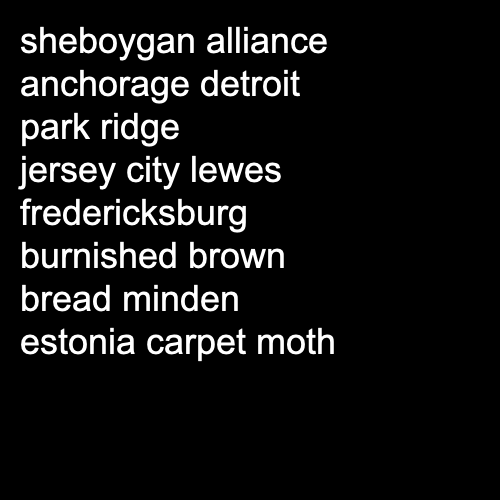 sheboygan alliance
anchorage detroit
park ridge
jersey city lewes
fredericksburg
burnished brown
bread minden
estonia carpet moth